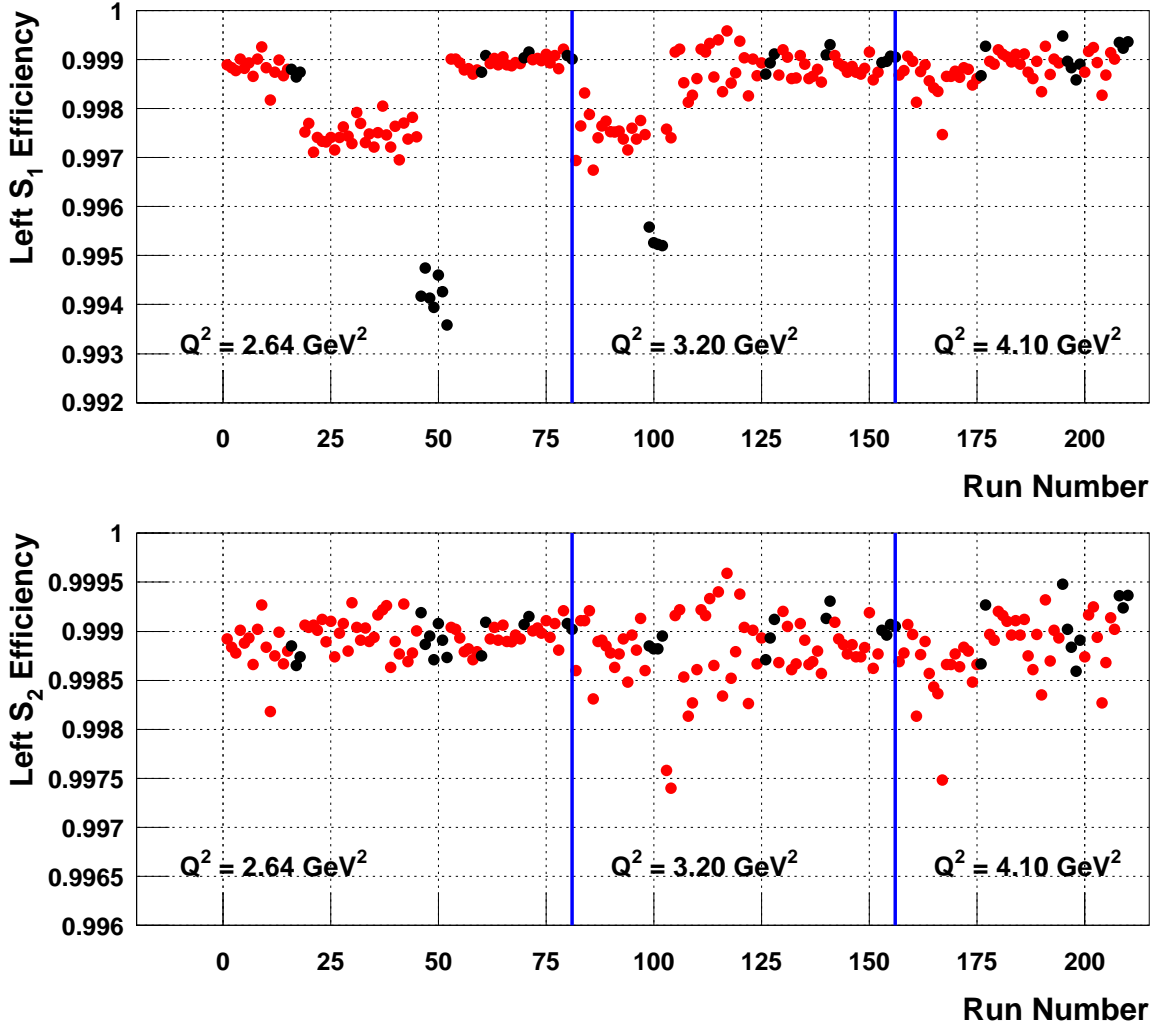 Left S₁ Efficiency
1
0.999
0.998
0.997
0.996
0.995
0.994
0.993
0.992
Q² = 2.64 GeV² Q² = 3.20 GeV² Q² = 4.10 GeV²
0 25 50 75 100 125 150 175 200
Run Number
Left S₂ Efficiency
1
0.9995
0.999
0.9985
0.998
0.9975
0.997
0.9965
0.996
Q² = 2.64 GeV² Q² = 3.20 GeV² Q² = 4.10 GeV²
0 25 50 75 100 125 150 175 200
Run Number